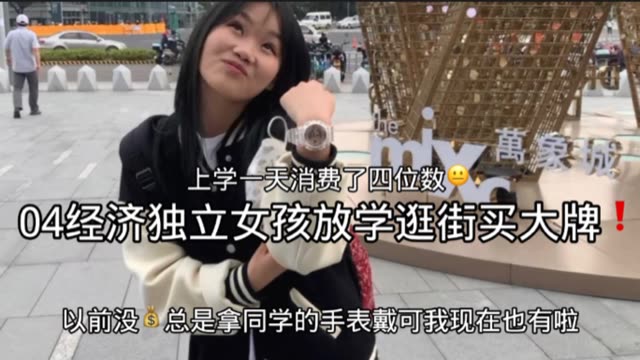 the
mixc
萬象城
上学一天消费了四位数😐
04经济独立女孩放学逛街买大牌❗
以前没💰总是拿同学的手表戴可我现在也有啦